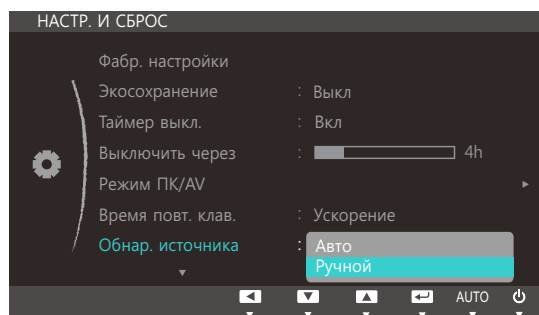 НАСТР. И СБРОС
Фабр. настройки
Экосохранение : Выкл
Таймер выкл. : Вкл
Выключить через : 4h
Режим ПК/AV
Время повт. клав. : Ускорение
Обнар. источника : Авто
Ручной
AUTO